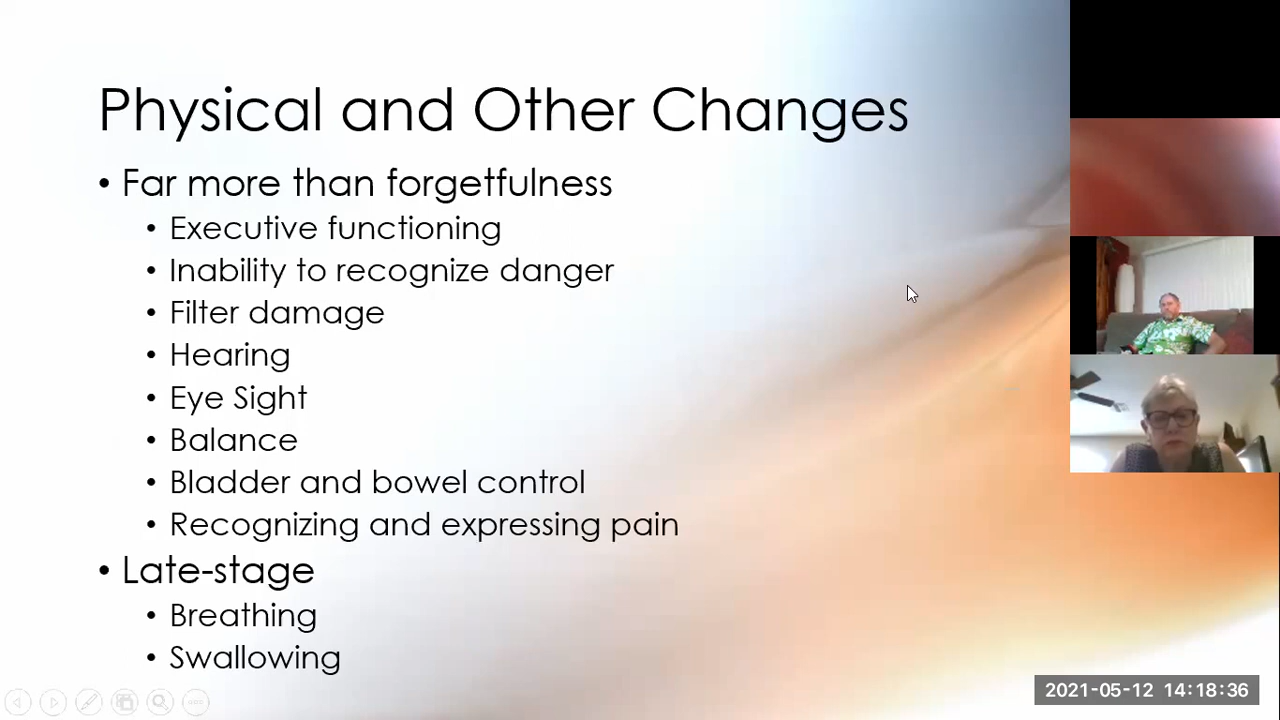 Physical and Other Changes
• Far more than forgetfulness
• Executive functioning
• Inability to recognize danger
• Filter damage
• Hearing
• Eye Sight
• Balance
• Bladder and bowel control
• Recognizing and expressing pain
• Late-stage
• Breathing
• Swallowing
2021-05-12 14:18:36